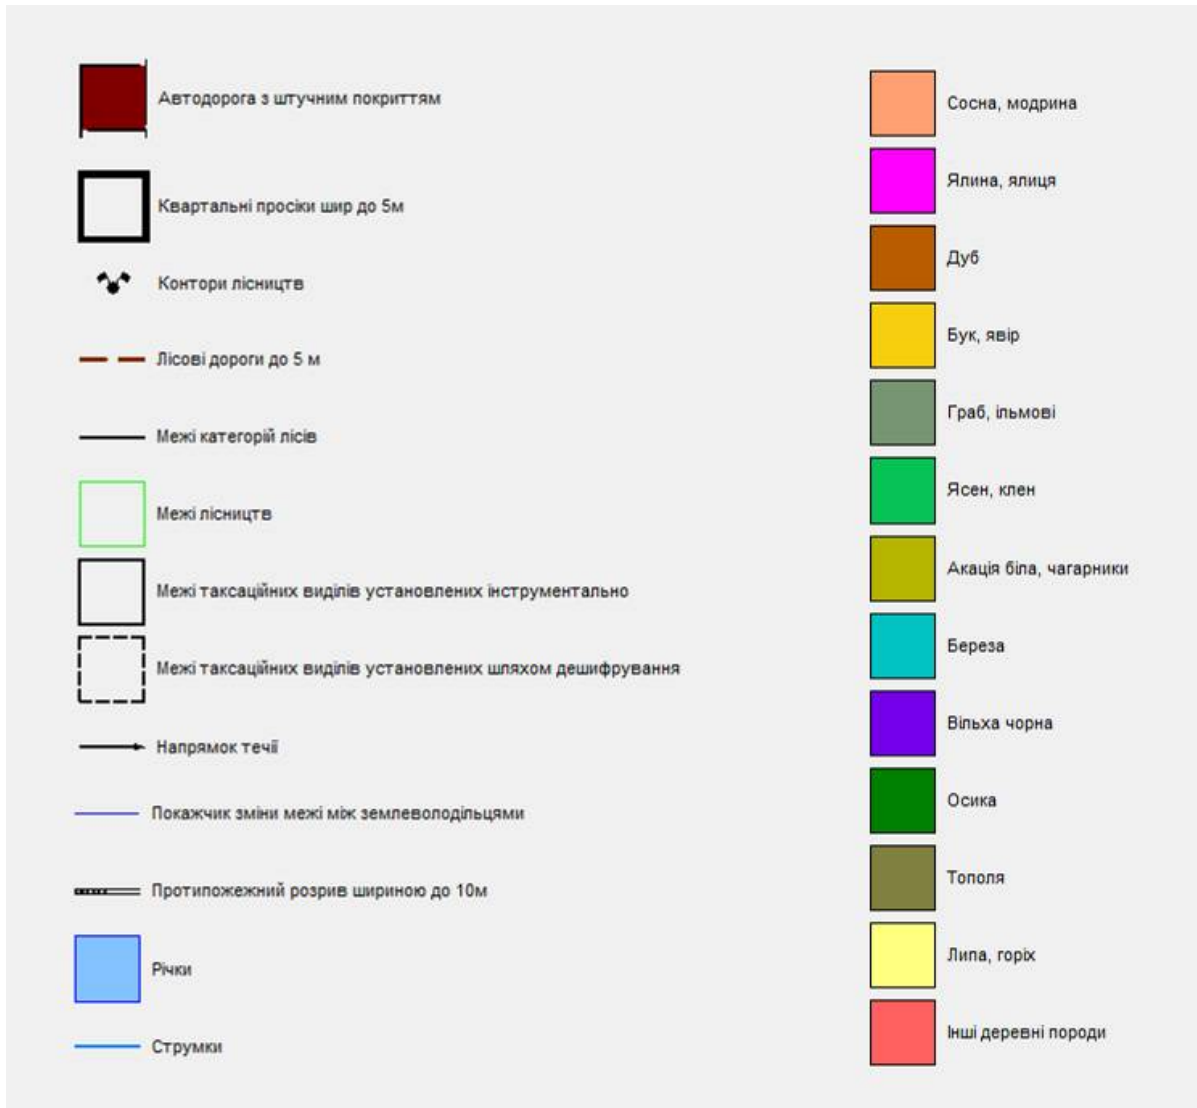 Автодорога з штучним покриттям
Квартальні просіки шир до 5м
Контори лісництв
Лісові дороги до 5 м
Межі категорій лісів
Межі лісництв
Межі таксаційних виділів установлених інструментально
Межі таксаційних виділів установлених шляхом дешифрування
Напрямок течії
Покажчик зміни межі між землеволодільцями
Протипожежний розрив шириною до 10м
Річки
Струмки
Сосна, модрина
Ялина, ялиця
Дуб
Бук, явір
Граб, ільмові
Ясен, клен
Акація біла, чагарники
Береза
Вільха чорна
Осика
Тополя
Липа, горіх
Інші деревні породи